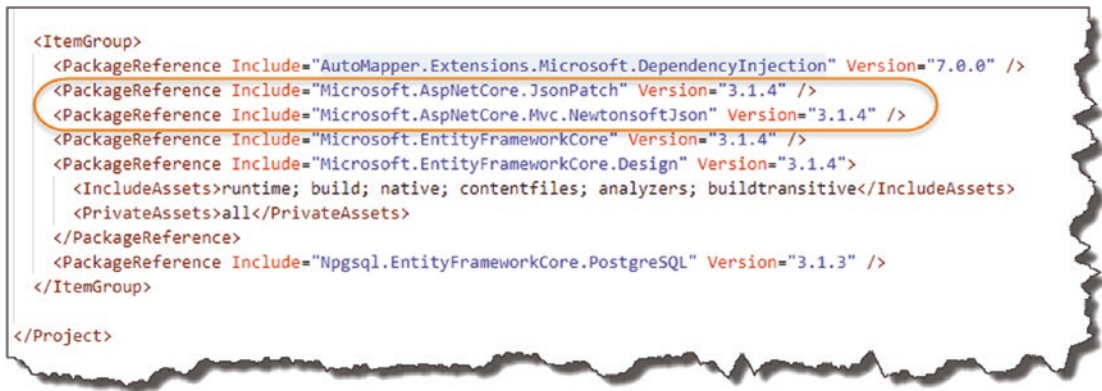 <ItemGroup>
<PackageReference Include="AutoMapper.Extensions.Microsoft.DependencyInjection" Version="7.0.0" />
<PackageReference Include="Microsoft.AspNetCore.JsonPatch" Version="3.1.4" />
<PackageReference Include="Microsoft.AspNetCore.Mvc.NewtonsoftJson" Version="3.1.4" />
<PackageReference Include="Microsoft.EntityFrameworkCore" Version="3.1.4" />
<PackageReference Include="Microsoft.EntityFrameworkCore.Design" Version="3.1.4">
<IncludeAssets>runtime; build; native; contentfiles; analyzers; buildtransitive</IncludeAssets>
<PrivateAssets>all</PrivateAssets>
</PackageReference>
<PackageReference Include="Npgsql.EntityFrameworkCore.PostgreSQL" Version="3.1.3" />
</ItemGroup>
</Project>